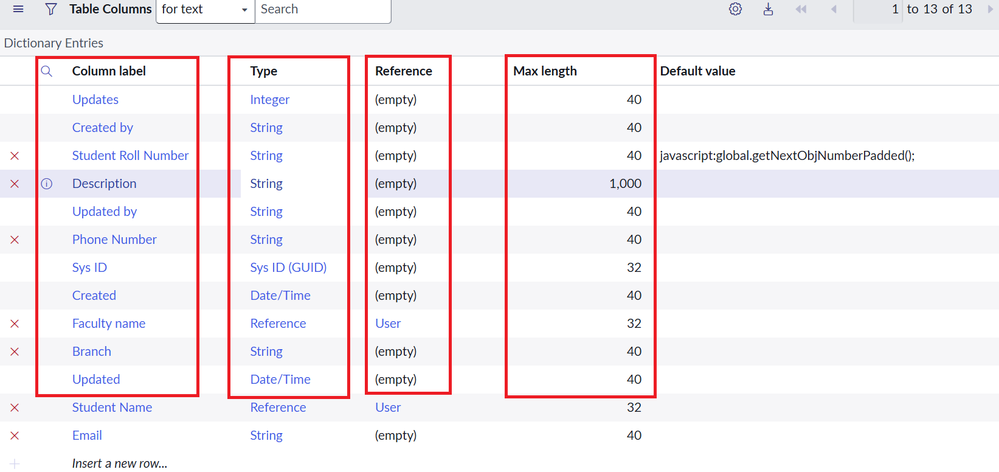 Table Columns for text Search 1 to 13 of 13
Dictionary Entries
Column label Type Reference Max length Default value
Updates Integer (empty) 40
Created by String (empty) 40
Student Roll Number String (empty) 40 javascript:global.getNextObjNumberPadded();
Description String (empty) 1,000
Updated by String (empty) 40
Phone Number String (empty) 40
Sys ID Sys ID (GUID) (empty) 32
Created Date/Time (empty) 40
Faculty name Reference User 32
Branch String (empty) 40
Updated Date/Time (empty) 40
Student Name Reference User 32
Email String (empty) 40
Insert a new row...